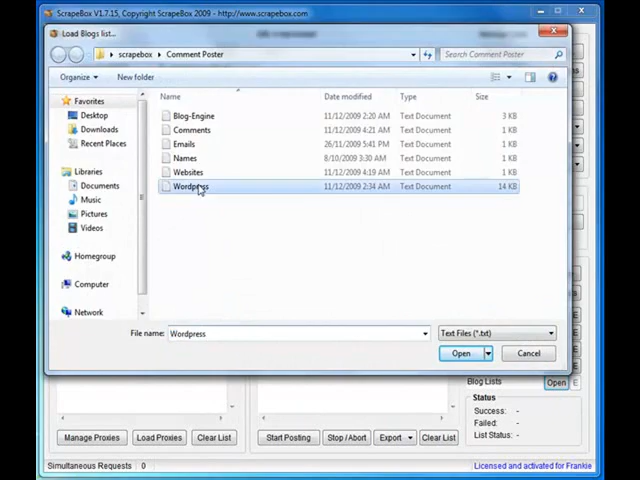 ScrapeBox V1.7.15, Copyright ScrapeBox 2009 - http://www.scrapebox.com
Load Blogs list...
scrapebox Comment Poster Search Comment Poster
Organize New folder
Name Date modified Type Size
Favorites
Desktop
Downloads
Recent Places
Libraries
Documents
Music
Pictures
Videos
Homegroup
Computer
Network
Blog-Engine 11/12/2009 2:20 AM Text Document 3 KB
Comments 11/12/2009 4:21 AM Text Document 1 KB
Emails 26/11/2009 5:41 PM Text Document 1 KB
Names 8/10/2009 3:30 AM Text Document 1 KB
Websites 11/12/2009 4:19 AM Text Document 1 KB
Wordpress 11/12/2009 2:34 AM Text Document 14 KB
File name: Wordpress Text Files (*.txt)
Open Cancel
Blog Lists Open E
Status
Success: -
Failed: -
List Status: -
Manage Proxies Load Proxies Clear List Start Posting Stop / Abort Export Clear List
Simultaneous Requests 0 Licensed and activated for Frankie